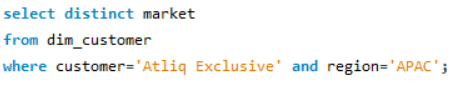 select distinct market
from dim_customer
where customer='Atliq Exclusive' and region='APAC';